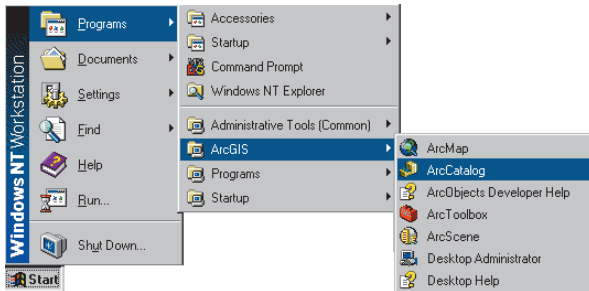 Windows NT Workstation
Programs
Documents
Settings
Find
Help
Run...
Shut Down...
Start
Accessories
Startup
Command Prompt
Windows NT Explorer
Administrative Tools (Common)
ArcGIS
Programs
Startup
ArcMap
ArcCatalog
ArcObjects Developer Help
ArcToolbox
ArcScene
Desktop Administrator
Desktop Help